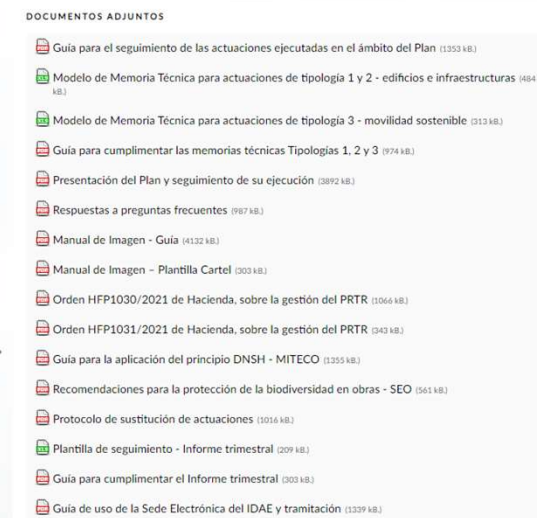 DOCUMENTOS ADJUNTOS
Guía para el seguimiento de las actuaciones ejecutadas en el ámbito del Plan (1353 kB.)
Modelo de Memoria Técnica para actuaciones de tipología 1 y 2 - edificios e infraestructuras (484
kB.)
Modelo de Memoria Técnica para actuaciones de tipología 3 - movilidad sostenible (313 kB.)
Guía para cumplimentar las memorias técnicas Tipologías 1, 2 y 3 (974 kB.)
Presentación del Plan y seguimiento de su ejecución (3892 kB.)
Respuestas a preguntas frecuentes (987 kB.)
Manual de Imagen - Guía (4132 kB.)
Manual de Imagen – Plantilla Cartel (303 kB.)
Orden HFP1030/2021 de Hacienda, sobre la gestión del PRTR (1066 kB.)
Orden HFP1031/2021 de Hacienda, sobre la gestión del PRTR (343 kB.)
Guía para la aplicación del principio DNSH - MITECO (1355 kB.)
Recomendaciones para la protección de la biodiversidad en obras - SEO (561 kB.)
Protocolo de sustitución de actuaciones (1016 kB.)
Plantilla de seguimiento - Informe trimestral (209 kB.)
Guía para cumplimentar el Informe trimestral (303 kB.)
Guía de uso de la Sede Electrónica del IDAE y tramitación (1339 kB.)